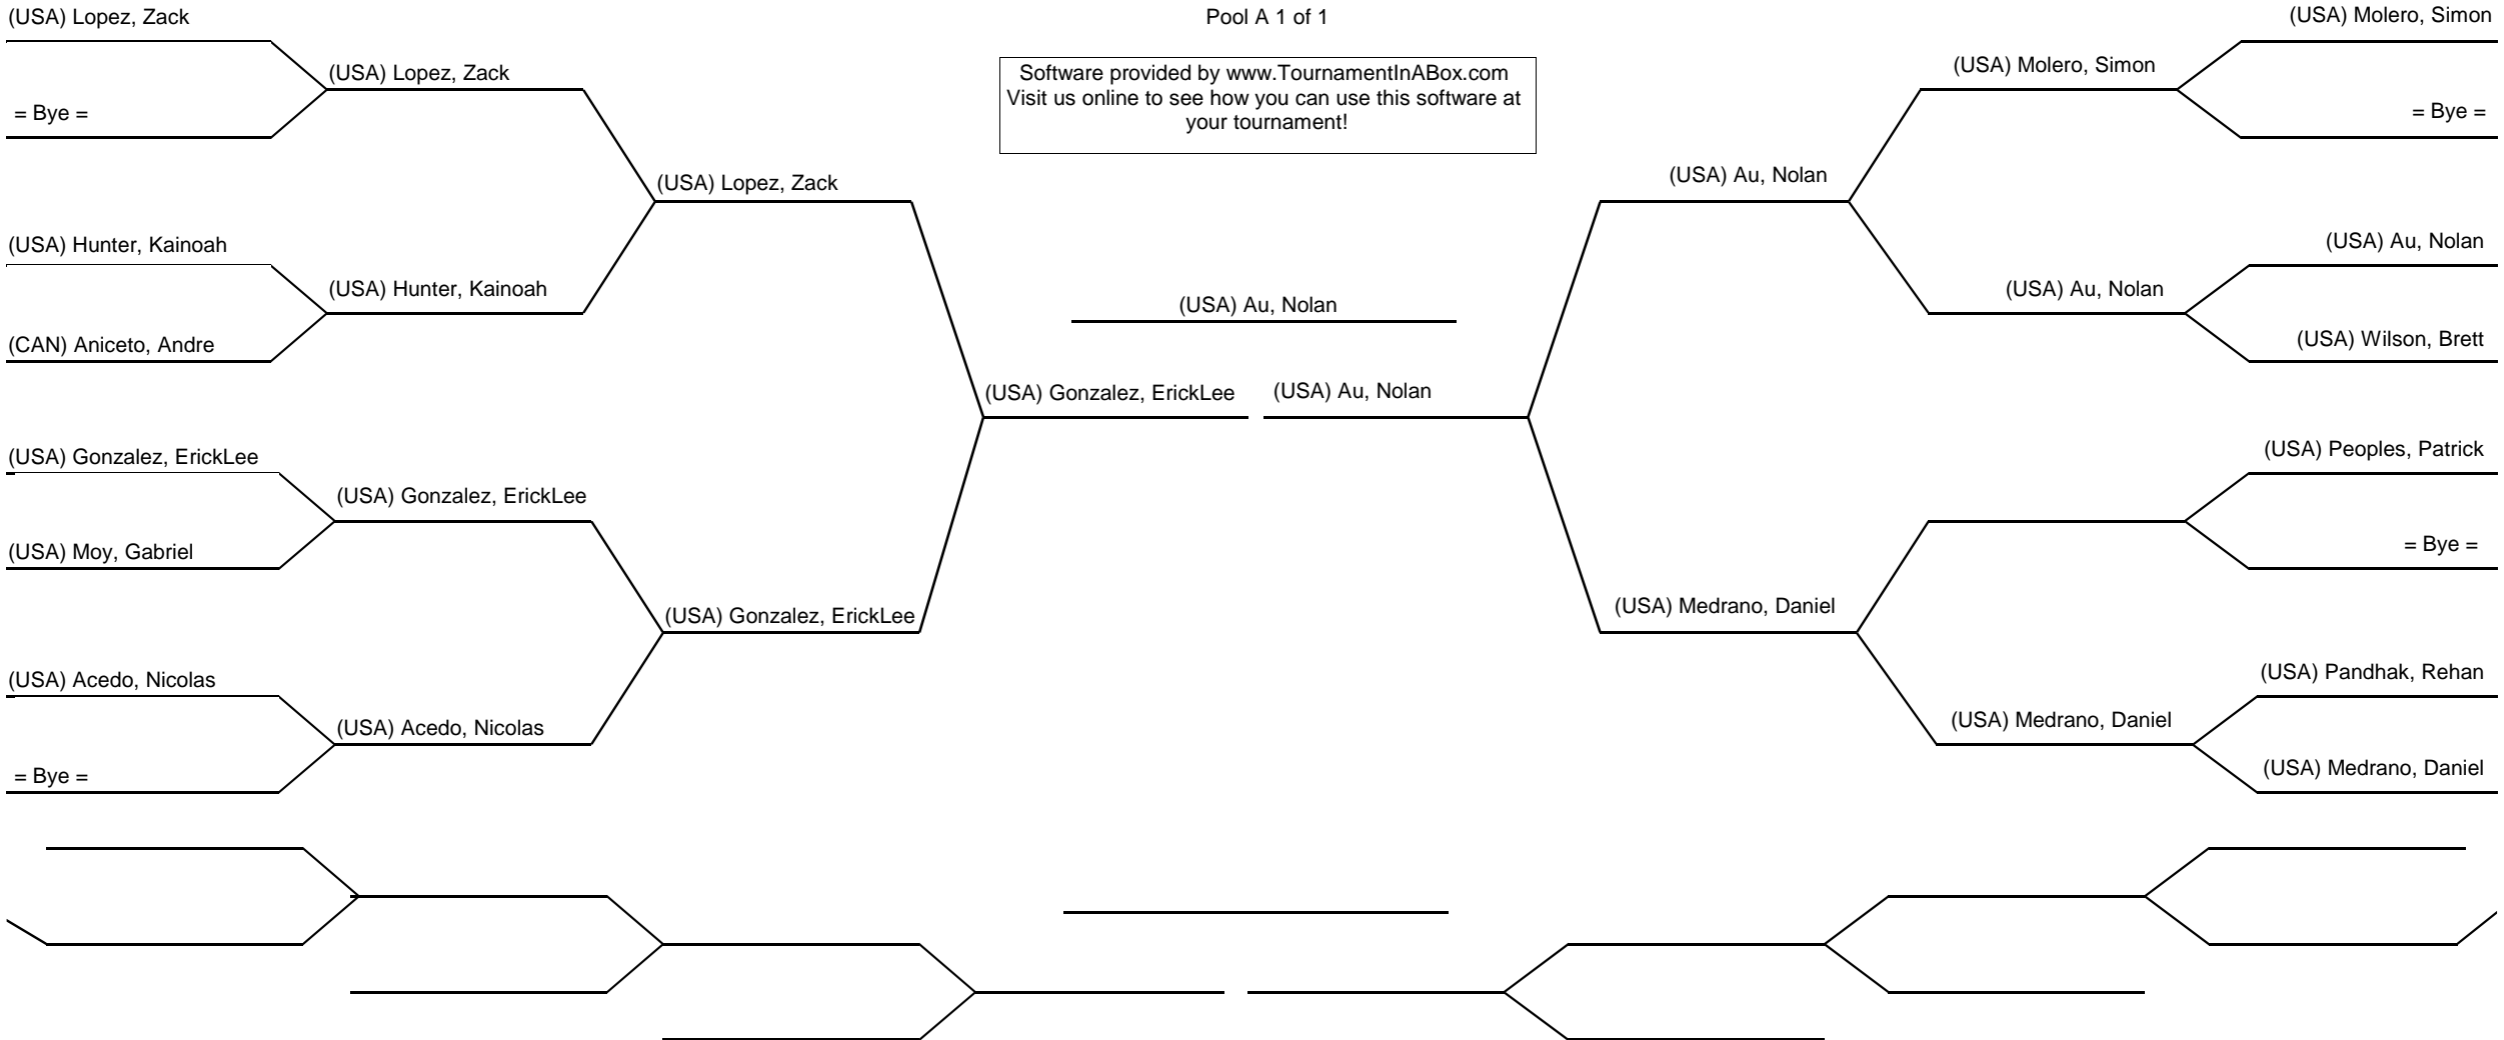 Pool A 1 of 1
Software provided by www.TournamentInABox.com
Visit us online to see how you can use this software at
your tournament!
(USA) Lopez, Zack
= Bye =
(USA) Hunter, Kainoah
(CAN) Aniceto, Andre
(USA) Gonzalez, ErickLee
(USA) Moy, Gabriel
(USA) Acedo, Nicolas
= Bye =
(USA) Lopez, Zack
(USA) Hunter, Kainoah
(USA) Gonzalez, ErickLee
(USA) Acedo, Nicolas
(USA) Lopez, Zack
(USA) Gonzalez, ErickLee
(USA) Gonzalez, ErickLee
(USA) Au, Nolan
(USA) Au, Nolan
(USA) Au, Nolan
(USA) Medrano, Daniel
(USA) Molero, Simon
(USA) Au, Nolan
(USA) Medrano, Daniel
(USA) Molero, Simon
= Bye =
(USA) Au, Nolan
(USA) Wilson, Brett
(USA) Peoples, Patrick
= Bye =
(USA) Pandhak, Rehan
(USA) Medrano, Daniel